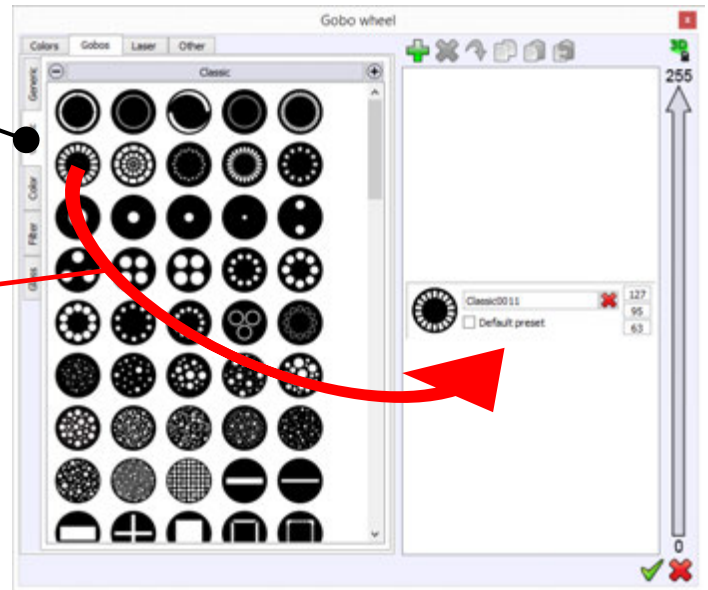 Gobo wheel
Colors Gobos Laser Other
3D
Classic
255
Generic
Color
Filter
Classic0011
127
Default preset
95
63
0